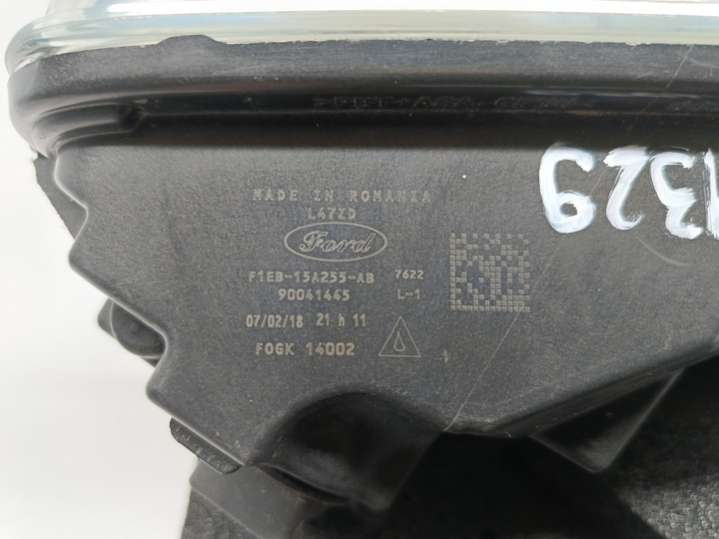 MADE IN ROMANIA
L47ZD
Ford
F1EB-15A255-AB 7622
90041445 L-1
07/02/18 21 h 11
FOGK 14002
1329